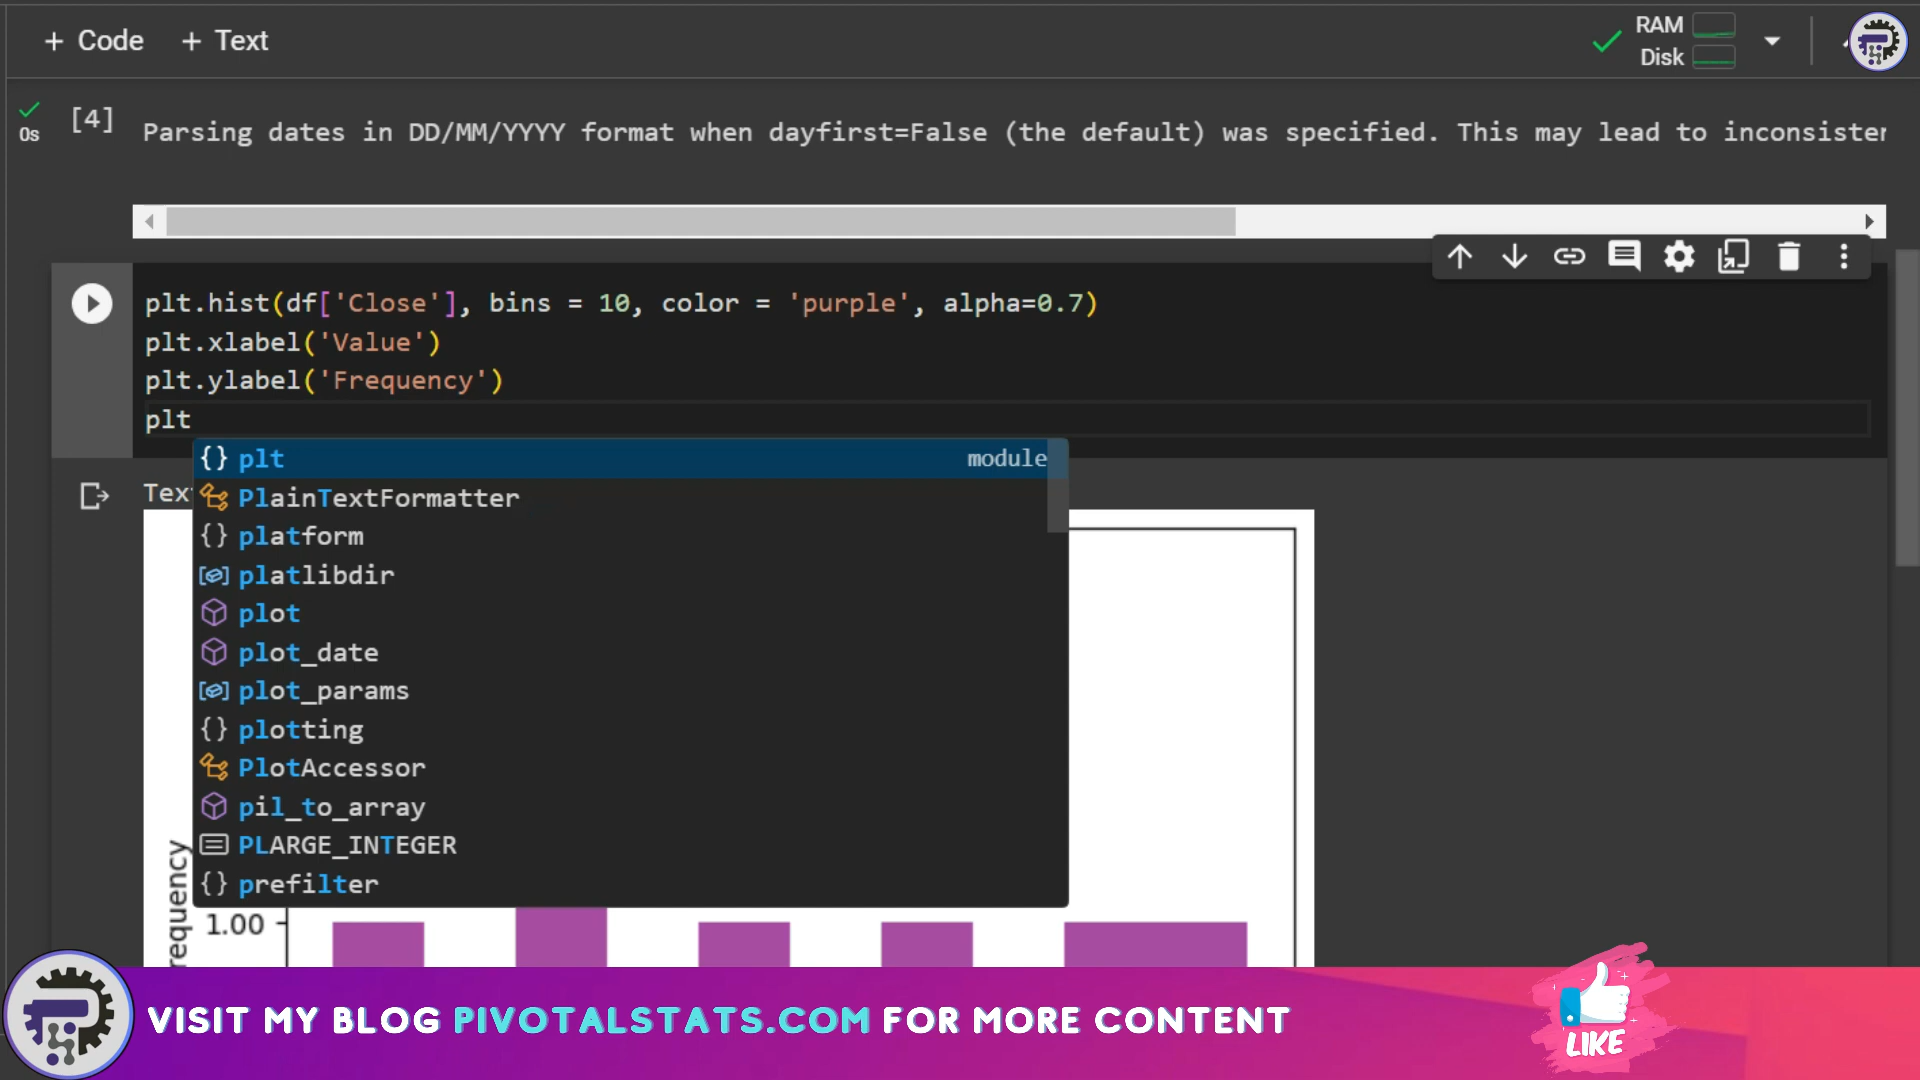 + Code + Text
RAM
Disk
0s
[4]
Parsing dates in DD/MM/YYYY format when dayfirst=False (the default) was specified. This may lead to
plt.hist(df['Close'], bins = 10, color = 'purple', alpha=0.7)
plt.xlabel('Value')
plt.ylabel('Frequency')
plt
{} plt module
PlainTextFormatter
{} platform
platlibdir
plot
plot_date
plot_params
{} plotting
PlotAccessor
pil_to_array
PLARGE_INTEGER
{} prefilter
1.00
VISIT MY BLOG PIVOTALSTATS.COM FOR MORE CONTENT
LIKE